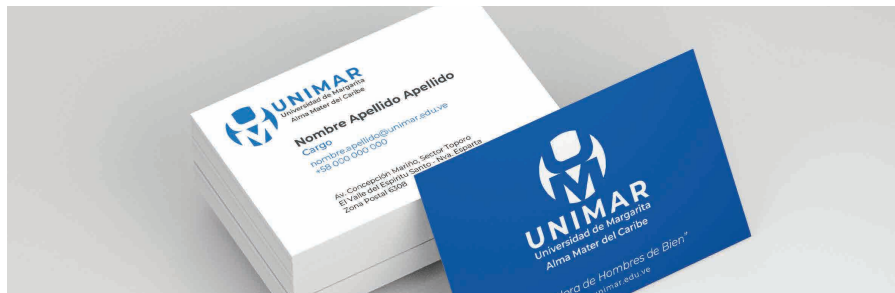 UNIMAR
Universidad de Margarita
Alma Mater del Caribe
Nombre Apellido Apellido
Cargo
nombre.apellido@unimar.edu.ve
+58 000 000 000
Av. Concepción Mariño, Sector Toporo
El Valle del Espíritu Santo - Nva. Esparta
Zona Postal 6308
UNIMAR
Universidad de Margarita
Alma Mater del Caribe
de Hombres de Bien"
unimar.edu.ve